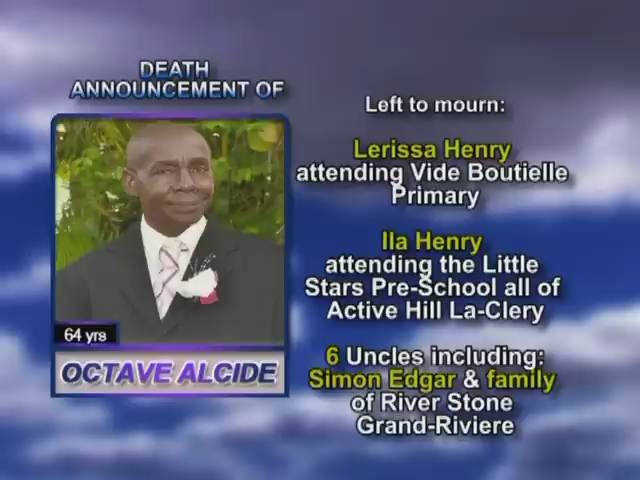 DEATH
ANNOUNCEMENT OF
64 yrs
OCTAVE ALCIDE
Left to mourn:
Lerissa Henry
attending Vide Boutielle
Primary
Ila Henry
attending the Little
Stars Pre-School all of
Active Hill La-Clery
6 Uncles including:
Simon Edgar & family
of River Stone
Grand-Riviere